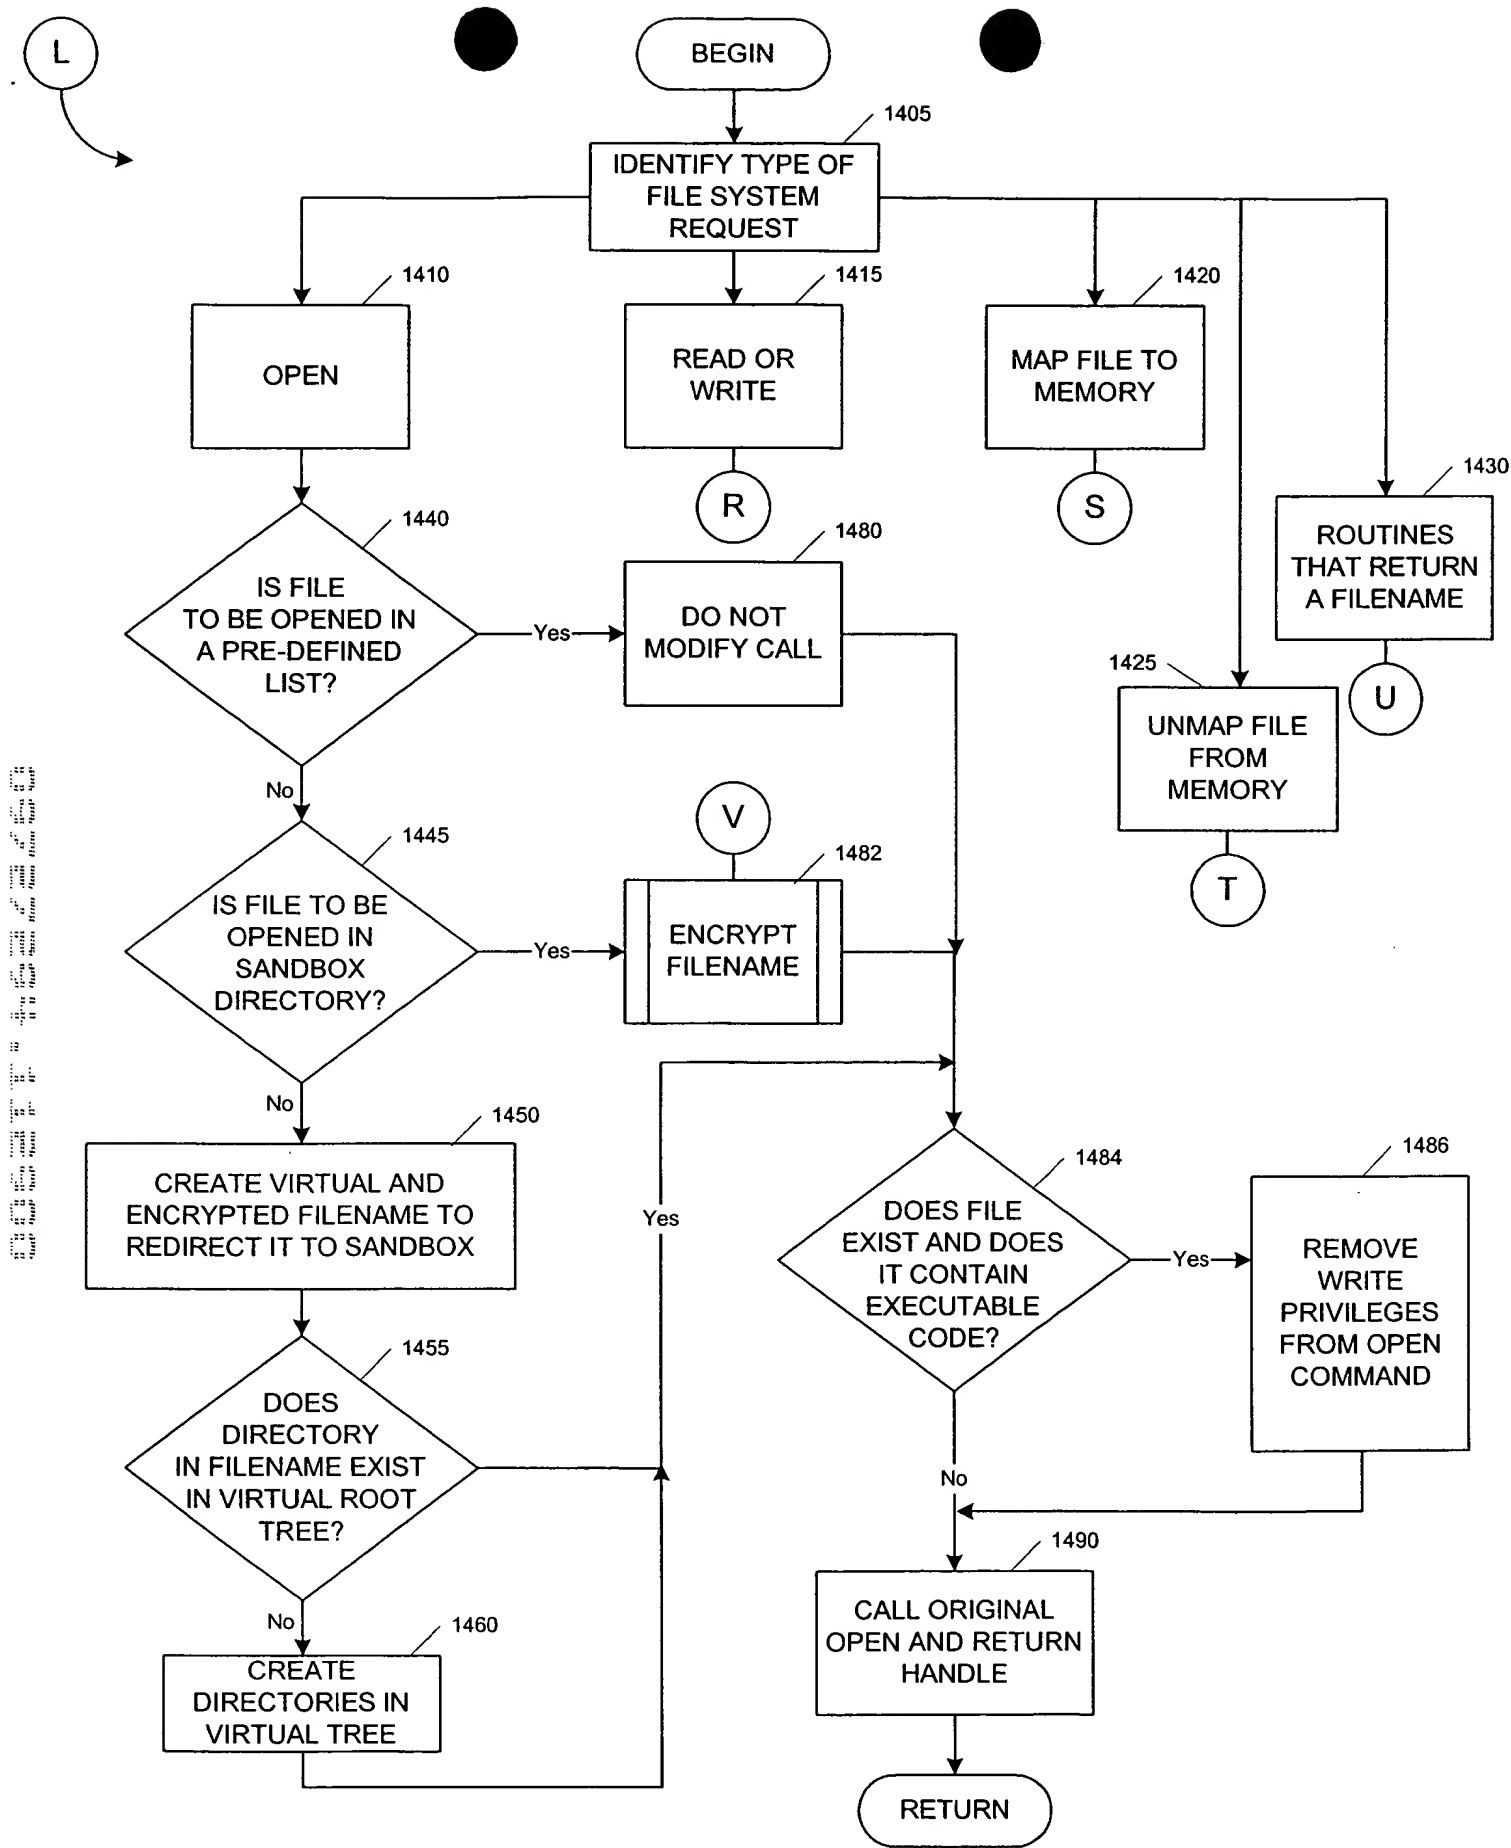 L
BEGIN
1405
IDENTIFY TYPE OF
FILE SYSTEM
REQUEST
1410
OPEN
1415
READ OR
WRITE
R
1420
MAP FILE TO
MEMORY
S
1430
ROUTINES
THAT RETURN
A FILENAME
U
1425
UNMAP FILE
FROM
MEMORY
T
1440
IS FILE
TO BE OPENED IN
A PRE-DEFINED
LIST?
Yes
1480
DO NOT
MODIFY CALL
No
1445
IS FILE TO BE
OPENED IN
SANDBOX
DIRECTORY?
Yes
V
1482
ENCRYPT
FILENAME
No
1450
CREATE VIRTUAL AND
ENCRYPTED FILENAME TO
REDIRECT IT TO SANDBOX
1455
DOES
DIRECTORY
IN FILENAME EXIST
IN VIRTUAL ROOT
TREE?
Yes
No
1460
CREATE
DIRECTORIES IN
VIRTUAL TREE
1484
DOES FILE
EXIST AND DOES
IT CONTAIN
EXECUTABLE
CODE?
Yes
1486
REMOVE
WRITE
PRIVILEGES
FROM OPEN
COMMAND
No
1490
CALL ORIGINAL
OPEN AND RETURN
HANDLE
RETURN